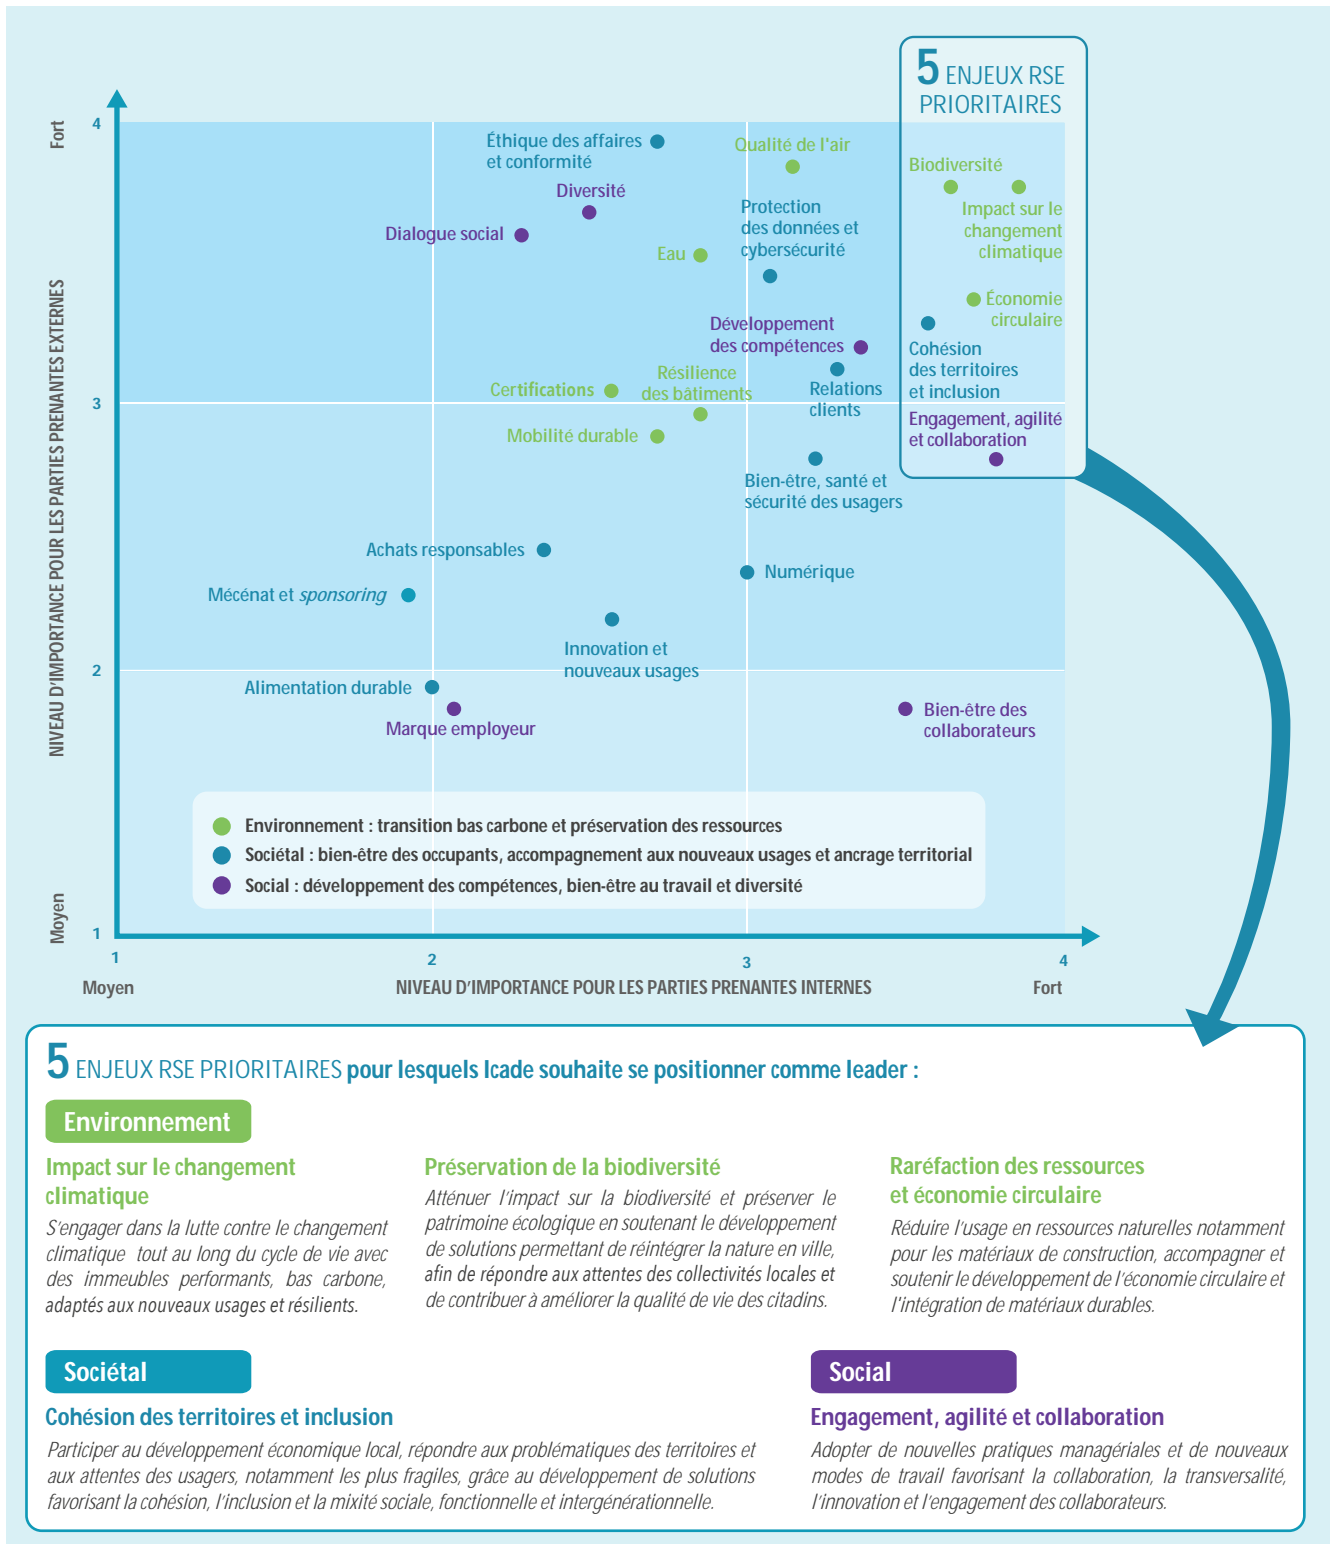 5 ENJEUX RSE
PRIORITAIRES
Fort
4
Éthique des affaires
et conformité
Qualité de l'air
Biodiversité
Diversité
Protection
des données et
cybersécurité
Impact sur le
changement
climatique
Dialogue social
Eau
Économie
circulaire
Développement
des compétences
Cohésion
des territoires
et inclusion
Résilience
des bâtiments
Certifications
Relations
clients
3
Engagement, agilité
et collaboration
Mobilité durable
Bien-être, santé et
sécurité des usagers
NIVEAU D'IMPORTANCE POUR LES PARTIES PRENANTES EXTERNES
Achats responsables
Numérique
Mécénat et sponsoring
Innovation et
nouveaux usages
2
Alimentation durable
Marque employeur
Bien-être des
collaborateurs
Environnement : transition bas carbone et préservation des ressources
Sociétal : bien-être des occupants, accompagnement aux nouveaux usages et ancrage territorial
Social : développement des compétences, bien-être au travail et diversité
Moyen
1
1
2
3
4
Moyen
NIVEAU D'IMPORTANCE POUR LES PARTIES PRENANTES INTERNES
Fort
5 ENJEUX RSE PRIORITAIRES pour lesquels Icade souhaite se positionner comme leader :
Environnement
Impact sur le changement
climatique
S'engager dans la lutte contre le changement
climatique tout au long du cycle de vie avec
des immeubles performants, bas carbone,
adaptés aux nouveaux usages et résilients.
Préservation de la biodiversité
Atténuer l'impact sur la biodiversité et préserver le
patrimoine écologique en soutenant le développement
de solutions permettant de réintégrer la nature en ville,
afin de répondre aux attentes des collectivités locales et
de contribuer à améliorer la qualité de vie des citadins.
Raréfaction des ressources
et économie circulaire
Réduire l'usage en ressources naturelles notamment
pour les matériaux de construction, accompagner et
soutenir le développement de l'économie circulaire et
l'intégration de matériaux durables.
Sociétal
Cohésion des territoires et inclusion
Participer au développement économique local, répondre aux problématiques des territoires et
aux attentes des usagers, notamment les plus fragiles, grâce au développement de solutions
favorisant la cohésion, l'inclusion et la mixité sociale, fonctionnelle et intergénérationnelle.
Social
Engagement, agilité et collaboration
Adopter de nouvelles pratiques managériales et de nouveaux
modes de travail favorisant la collaboration, la transversalité,
l'innovation et l'engagement des collaborateurs.